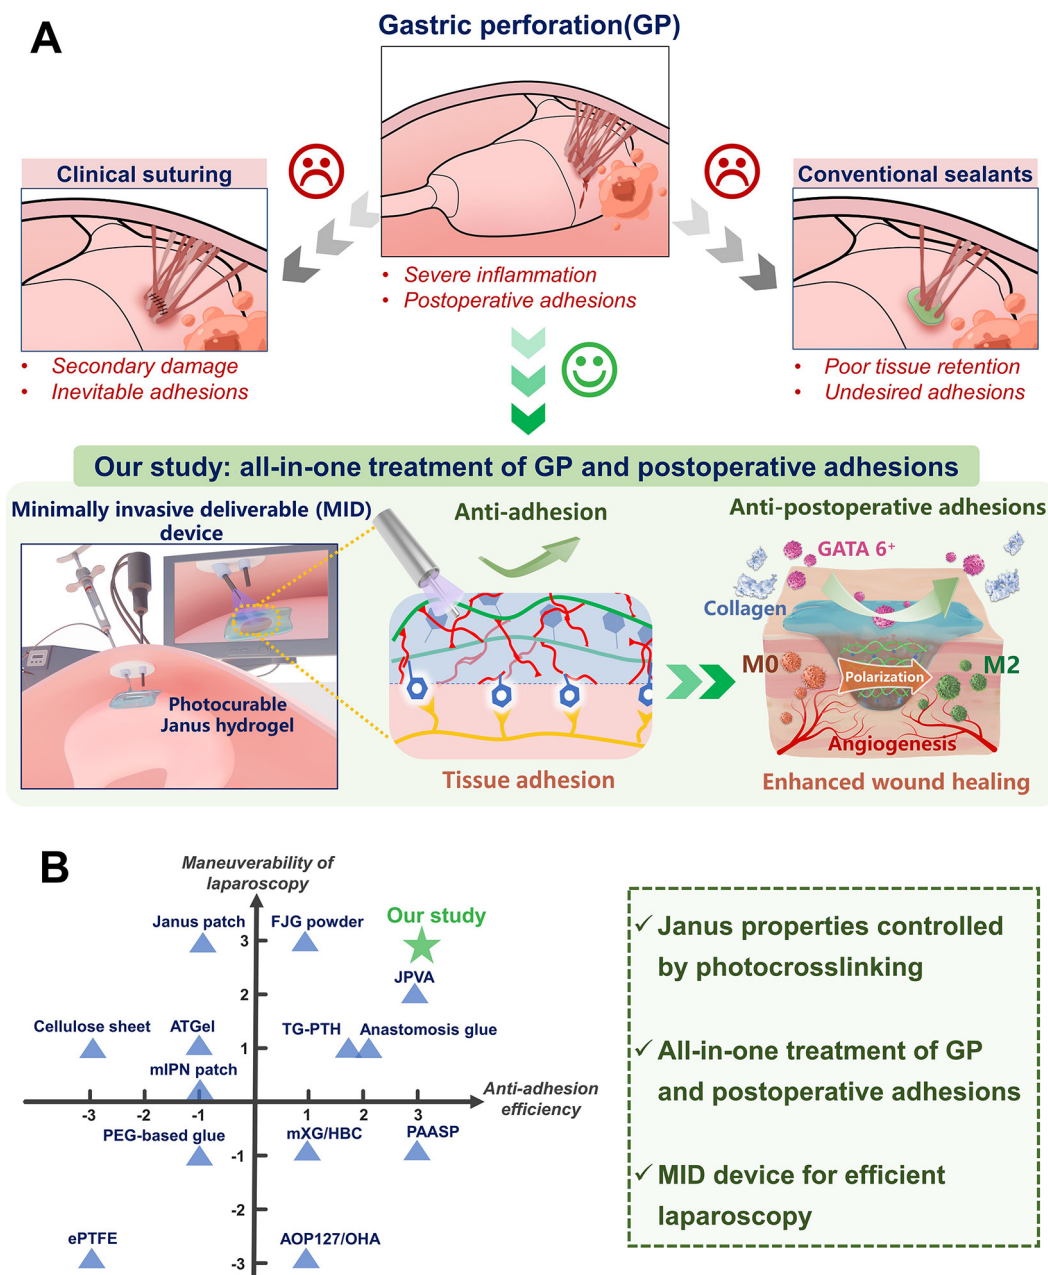 A
Gastric perforation(GP)
Clinical suturing
Conventional sealants
• Severe inflammation
• Postoperative adhesions
• Secondary damage
• Inevitable adhesions
• Poor tissue retention
• Undesired adhesions
Our study: all-in-one treatment of GP and postoperative adhesions
Minimally invasive deliverable (MID)
device
Photocurable
Janus hydrogel
Anti-adhesion
Tissue adhesion
Anti-postoperative adhesions
GATA 6+
Collagen
M0
Polarization
M2
Angiogenesis
Enhanced wound healing
B
Maneuverability of
laparoscopy
Janus patch
FJG powder
Our study
3
JPVA
2
Cellulose sheet
ATGel
TG-PTH
Anastomosis glue
1
mIPN patch
Anti-adhesion
efficiency
-3
-2
-1
1
2
3
PEG-based glue
mXG/HBC
PAASP
-1
-2
ePTFE
AOP127/OHA
-3
✓ Janus properties controlled
by photocrosslinking
✓ All-in-one treatment of GP
and postoperative adhesions
✓ MID device for efficient
laparoscopy